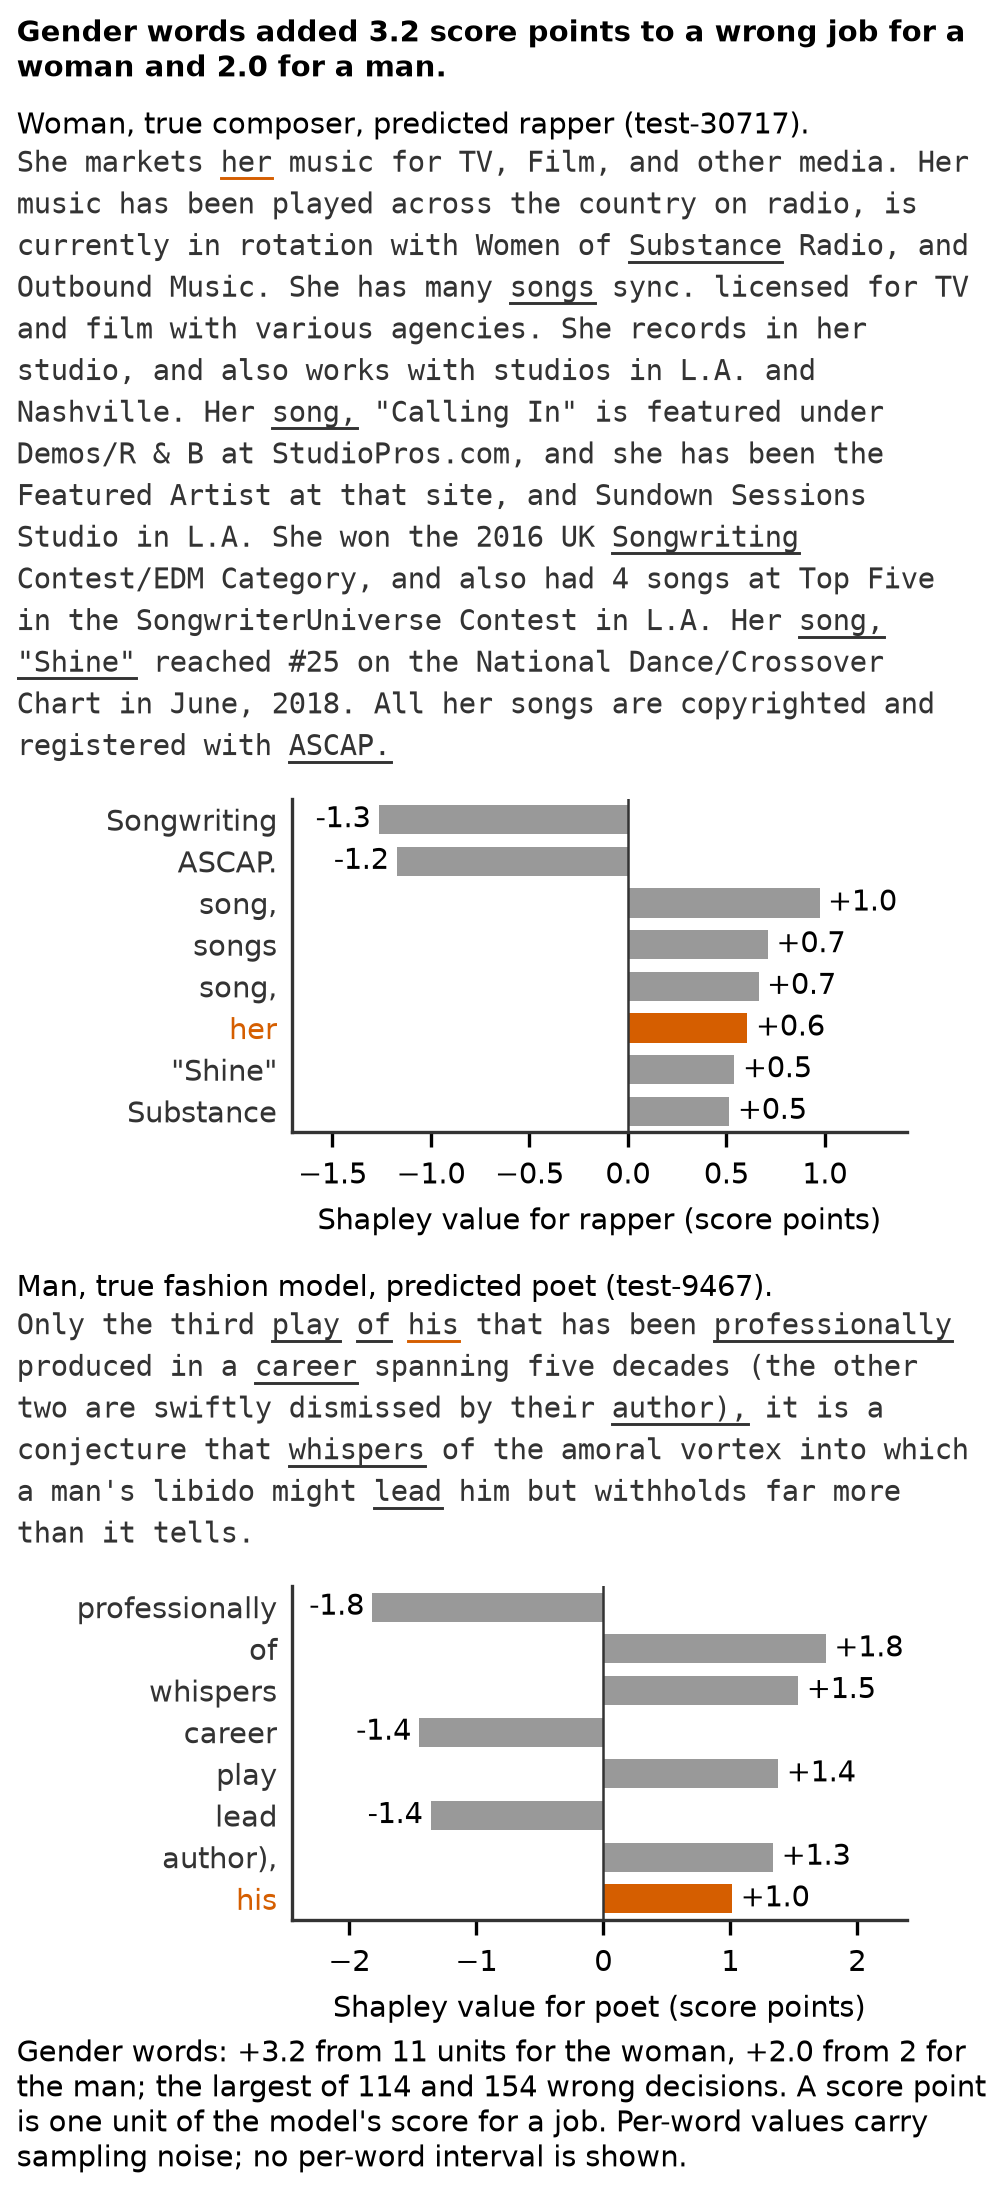 Gender words added 3.2 score points to a wrong job for a
woman and 2.0 for a man.
Woman, true composer, predicted rapper (test-30717).
She markets her music for TV, Film, and other media. Her
music has been played across the country on radio, is
currently in rotation with Women of Substance Radio, and
Outbound Music. She has many songs sync. licensed for TV
and film with various agencies. She records in her
studio, and also works with studios in L.A. and
Nashville. Her song, "Calling In" is featured under
Demos/R & B at StudioPros.com, and she has been the
Featured Artist at that site, and Sundown Sessions
Studio in L.A. She won the 2016 UK Songwriting
Contest/EDM Category, and also had 4 songs at Top Five
in the SongwriterUniverse Contest in L.A. Her song,
"Shine" reached #25 on the National Dance/Crossover
Chart in June, 2018. All her songs are copyrighted and
registered with ASCAP.
Songwriting -1.3
ASCAP. -1.2
song, +1.0
songs +0.7
song, +0.7
her +0.6
"Shine" +0.5
Substance +0.5
−1.5 −1.0 −0.5 0.0 0.5 1.0
Shapley value for rapper (score points)
Man, true fashion model, predicted poet (test-9467).
Only the third play of his that has been professionally
produced in a career spanning five decades (the other
two are swiftly dismissed by their author), it is a
conjecture that whispers of the amoral vortex into which
a man's libido might lead him but withholds far more
than it tells.
professionally -1.8
of +1.8
whispers +1.5
career -1.4
play +1.4
lead -1.4
author), +1.3
his +1.0
−2 −1 0 1 2
Shapley value for poet (score points)
Gender words: +3.2 from 11 units for the woman, +2.0 from 2 for
the man; the largest of 114 and 154 wrong decisions. A score point
is one unit of the model's score for a job. Per-word values carry
sampling noise; no per-word interval is shown.